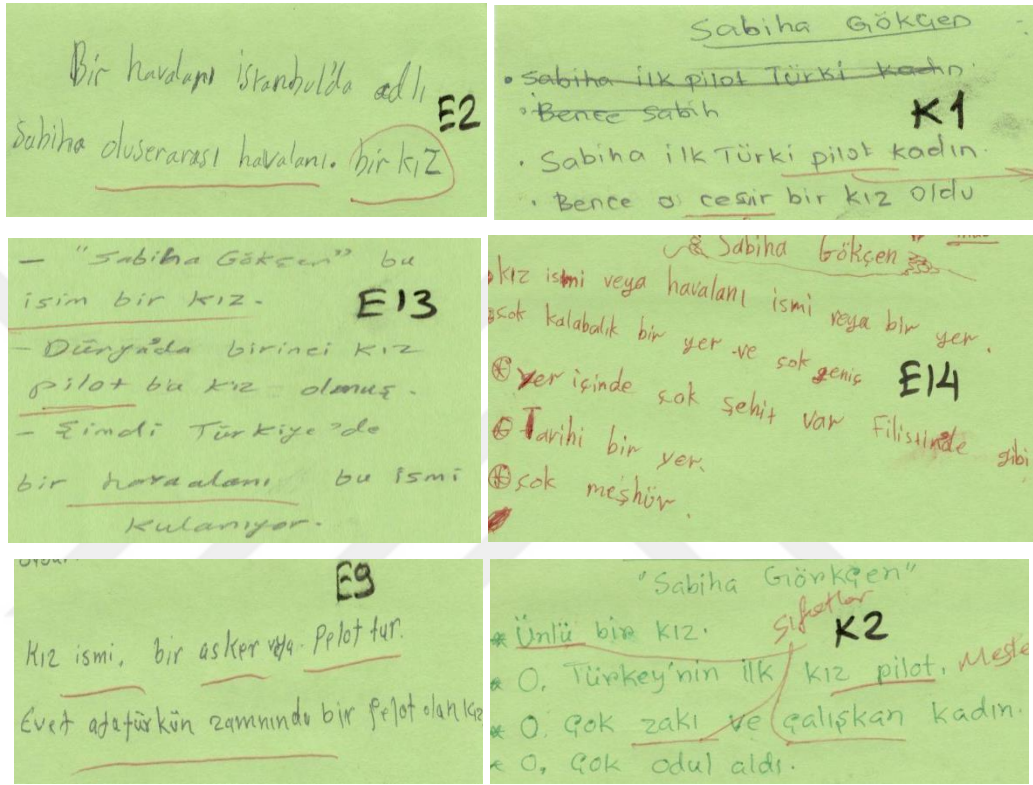 Bir havalanı istanbul'da adlı
E2
Sabiha oluserarası havalanı. bir kız
Sabiha Gökçen
• Sabiha ilk pilot Türki kadın.
• Bence Sabih
K1
• Sabiha ilk Türki pilot kadın.
• Bence o cesur bir kız oldu
— "Sabiha Gökçen" bu
isim bir kız.
E13
— Dünyada birinci kız
pilot bu kız olmuş.
— Şimdi Türkiye'de
bir havaalanı bu ismi
kulanıyor.
Sabiha Gökçen
kız ismi veya havalanı ismi veya bir yer.
çok kalabalık bir yer ve çok geniş
E14
yer içinde çok şehit var Filistinde gibi
Tarihi bir yer.
çok meşhür.
E9
Kız ismi, bir asker veya pelot tur.
Evet atatürkün zamnında bir pelot olan kız
"Sabiha Görkçen"
sıfatlar
K2
* Ünlü bir kız.
* O, Türkey'nin ilk kız pilot. Mesle
* O, çok zakı ve çalışkan kadın.
* O, çok odul aldı.